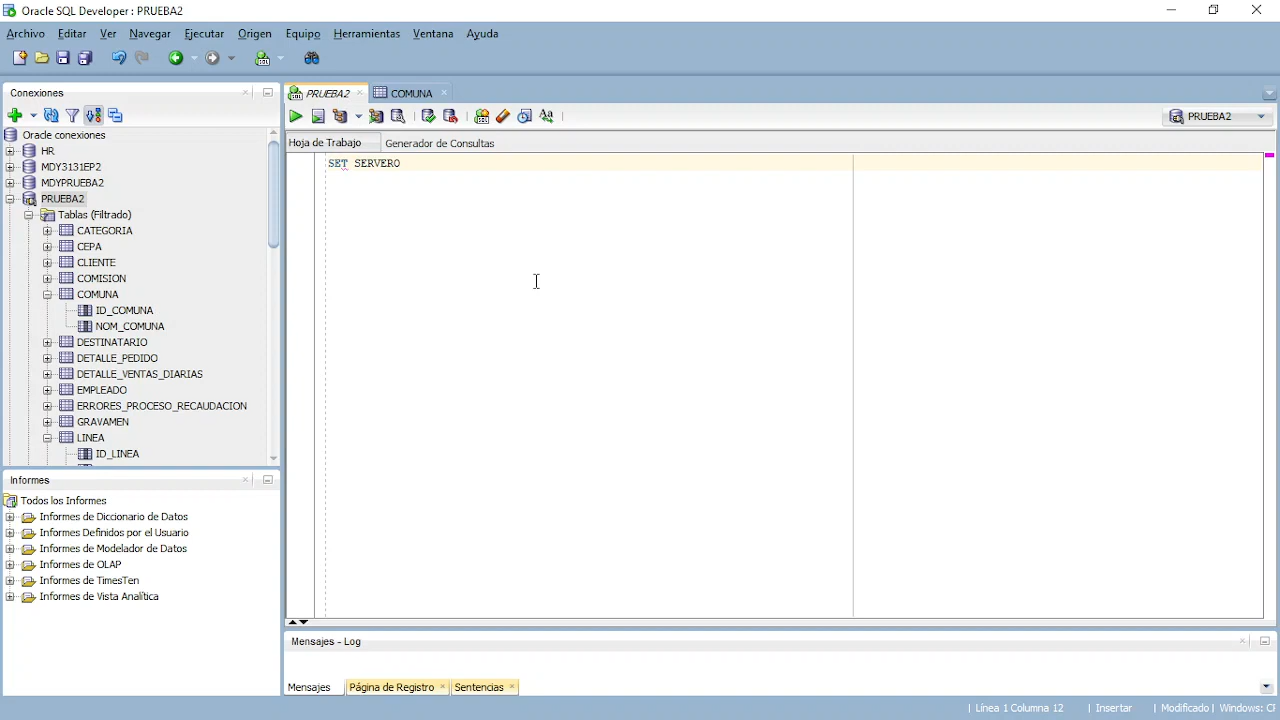 Oracle SQL Developer : PRUEBA2
Archivo Editar Ver Navegar Ejecutar Origen Equipo Herramientas Ventana Ayuda
Conexiones
Oracle conexiones
HR
MDY3131EP2
MDYPRUEBA2
PRUEBA2
Tablas (Filtrado)
CATEGORIA
CEPA
CLIENTE
COMISION
COMUNA
ID_COMUNA
NOM_COMUNA
DESTINATARIO
DETALLE_PEDIDO
DETALLE_VENTAS_DIARIAS
EMPLEADO
ERRORES_PROCESO_RECAUDACION
GRAVAMEN
LINEA
ID_LINEA
Informes
Todos los Informes
Informes de Diccionario de Datos
Informes Definidos por el Usuario
Informes de Modelador de Datos
Informes de OLAP
Informes de TimesTen
Informes de Vista Analítica
PRUEBA2 COMUNA
PRUEBA2
Hoja de Trabajo Generador de Consultas
SET SERVERO
Mensajes - Log
Mensajes Página de Registro Sentencias
Línea 1 Columna 12 Insertar Modificado Windows: CF